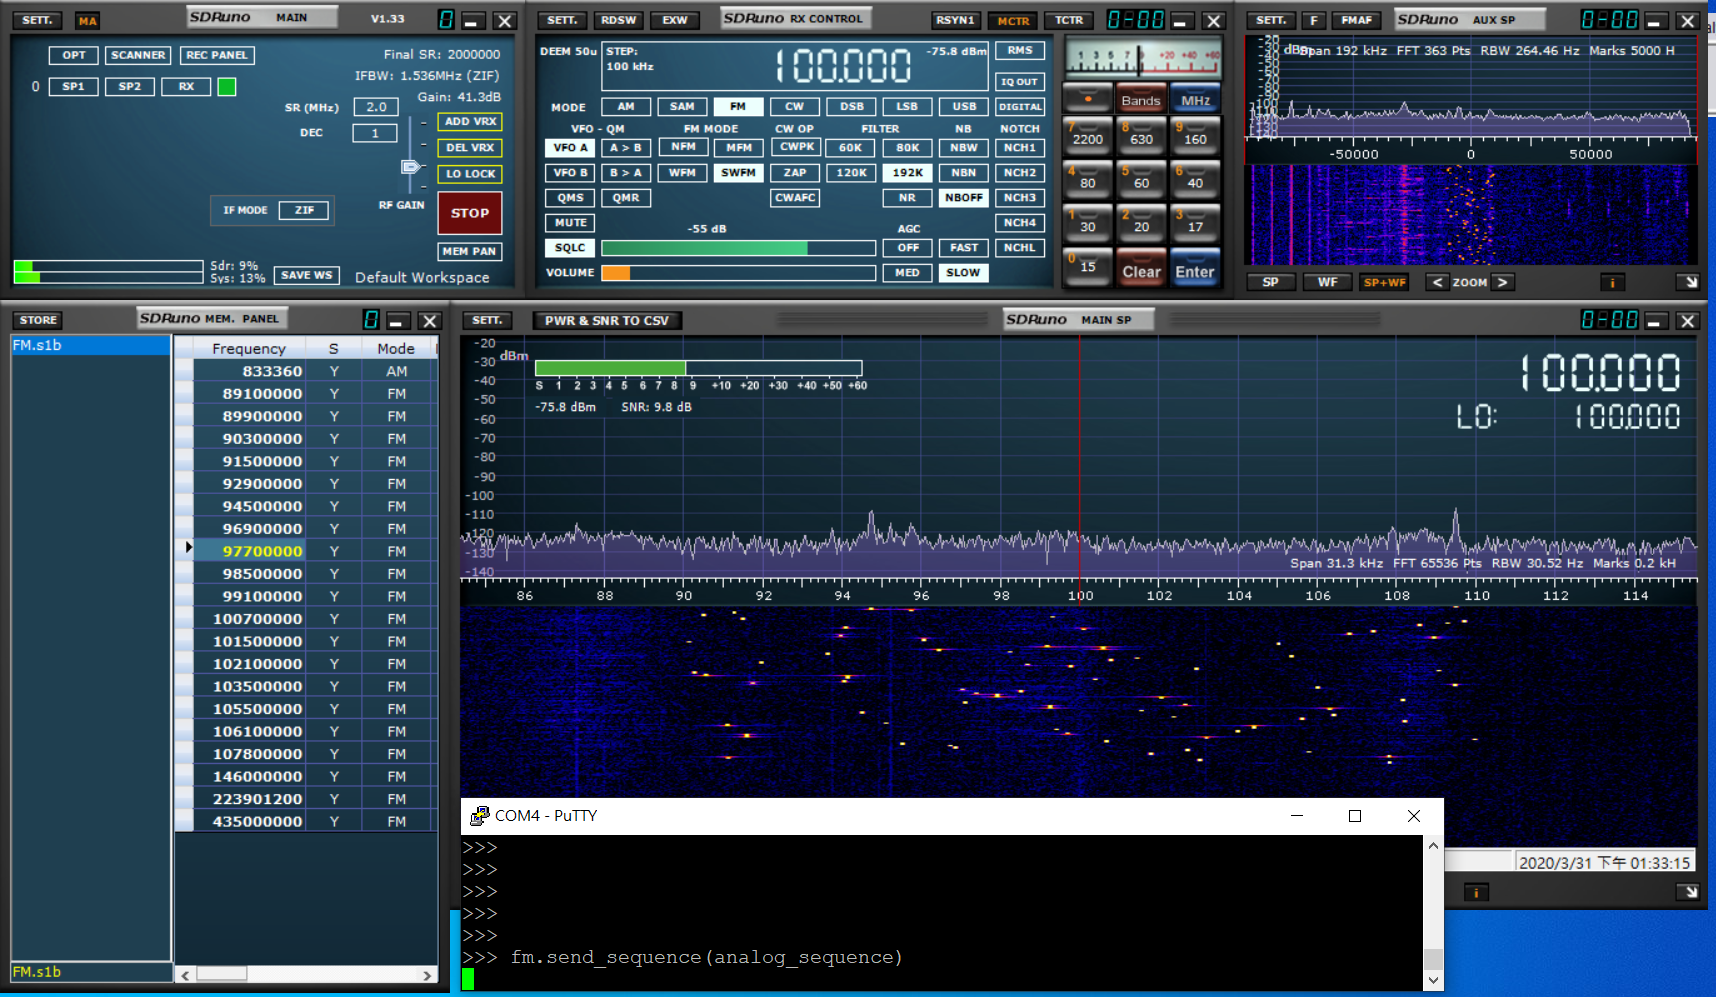 SETT. MA SDRuno MAIN V1.33 0
OPT SCANNER REC PANEL Final SR: 2000000
IFBW: 1.536MHz (ZIF)
0 SP1 SP2 RX Gain: 41.3dB
SR (MHz) 2.0 ADD VRX
DEC 1 DEL VRX
LO LOCK
IF MODE ZIF RF GAIN STOP
MEM PAN
Sdr: 9%
Sys: 13% SAVE WS Default Workspace
SETT. RDSW EXW SDRuno RX CONTROL RSYN1 MCTR TCTR 0-00
DEEM 50u STEP: -75.8 dBm RMS
100 kHz 100.000 IQ OUT
MODE AM SAM FM CW DSB LSB USB DIGITAL
VFO - QM FM MODE CW OP FILTER NB NOTCH
VFO A A > B NFM MFM CWPK 60K 80K NBW NCH1
VFO B B > A WFM SWFM ZAP 120K 192K NBN NCH2
QMS QMR CWAFC NR NBOFF NCH3
MUTE -55 dB AGC NCH4
SQLC OFF FAST NCHL
VOLUME MED SLOW
1 3 5 7 9 +20 +40 +60
Bands MHz
7 2200 8 630 9 160
4 80 5 60 6 40
1 30 2 20 3 17
0 15 Clear Enter
SETT. F FMAF SDRuno AUX SP 0-00
dBm Span 192 kHz FFT 363 Pts RBW 264.46 Hz Marks 5000 H
-20
-30
-40
-50
-60
-70
-80
-90
-100
-110
-120
-130
-140
-50000 0 50000
SP WF SP+WF < ZOOM > i
STORE SDRuno MEM. PANEL 0
FM.s1b
Frequency S Mode
833360 Y AM
89100000 Y FM
89900000 Y FM
90300000 Y FM
91500000 Y FM
92900000 Y FM
94500000 Y FM
96900000 Y FM
97700000 Y FM
98500000 Y FM
99100000 Y FM
100700000 Y FM
101500000 Y FM
102100000 Y FM
103500000 Y FM
105500000 Y FM
106100000 Y FM
107800000 Y FM
146000000 Y FM
223901200 Y FM
435000000 Y FM
FM.s1b
SETT. PWR & SNR TO CSV SDRuno MAIN SP 0-00
dBm
-20
-30
-40
-50
-60
-70
-80
-90
-100
-110
-120
-130
-140
S 1 2 3 4 5 6 7 8 9 +10 +20 +30 +40 +50 +60
-75.8 dBm SNR: 9.8 dB
100.000
LO: 100.000
Span 31.3 kHz FFT 65536 Pts RBW 30.52 Hz Marks 0.2 kH
86 88 90 92 94 96 98 100 102 104 106 108 110 112 114
2020/3/31 下午 01:33:15
i
COM4 - PuTTY
>>>
>>>
>>>
>>>
>>>
>>> fm.send_sequence(analog_sequence)